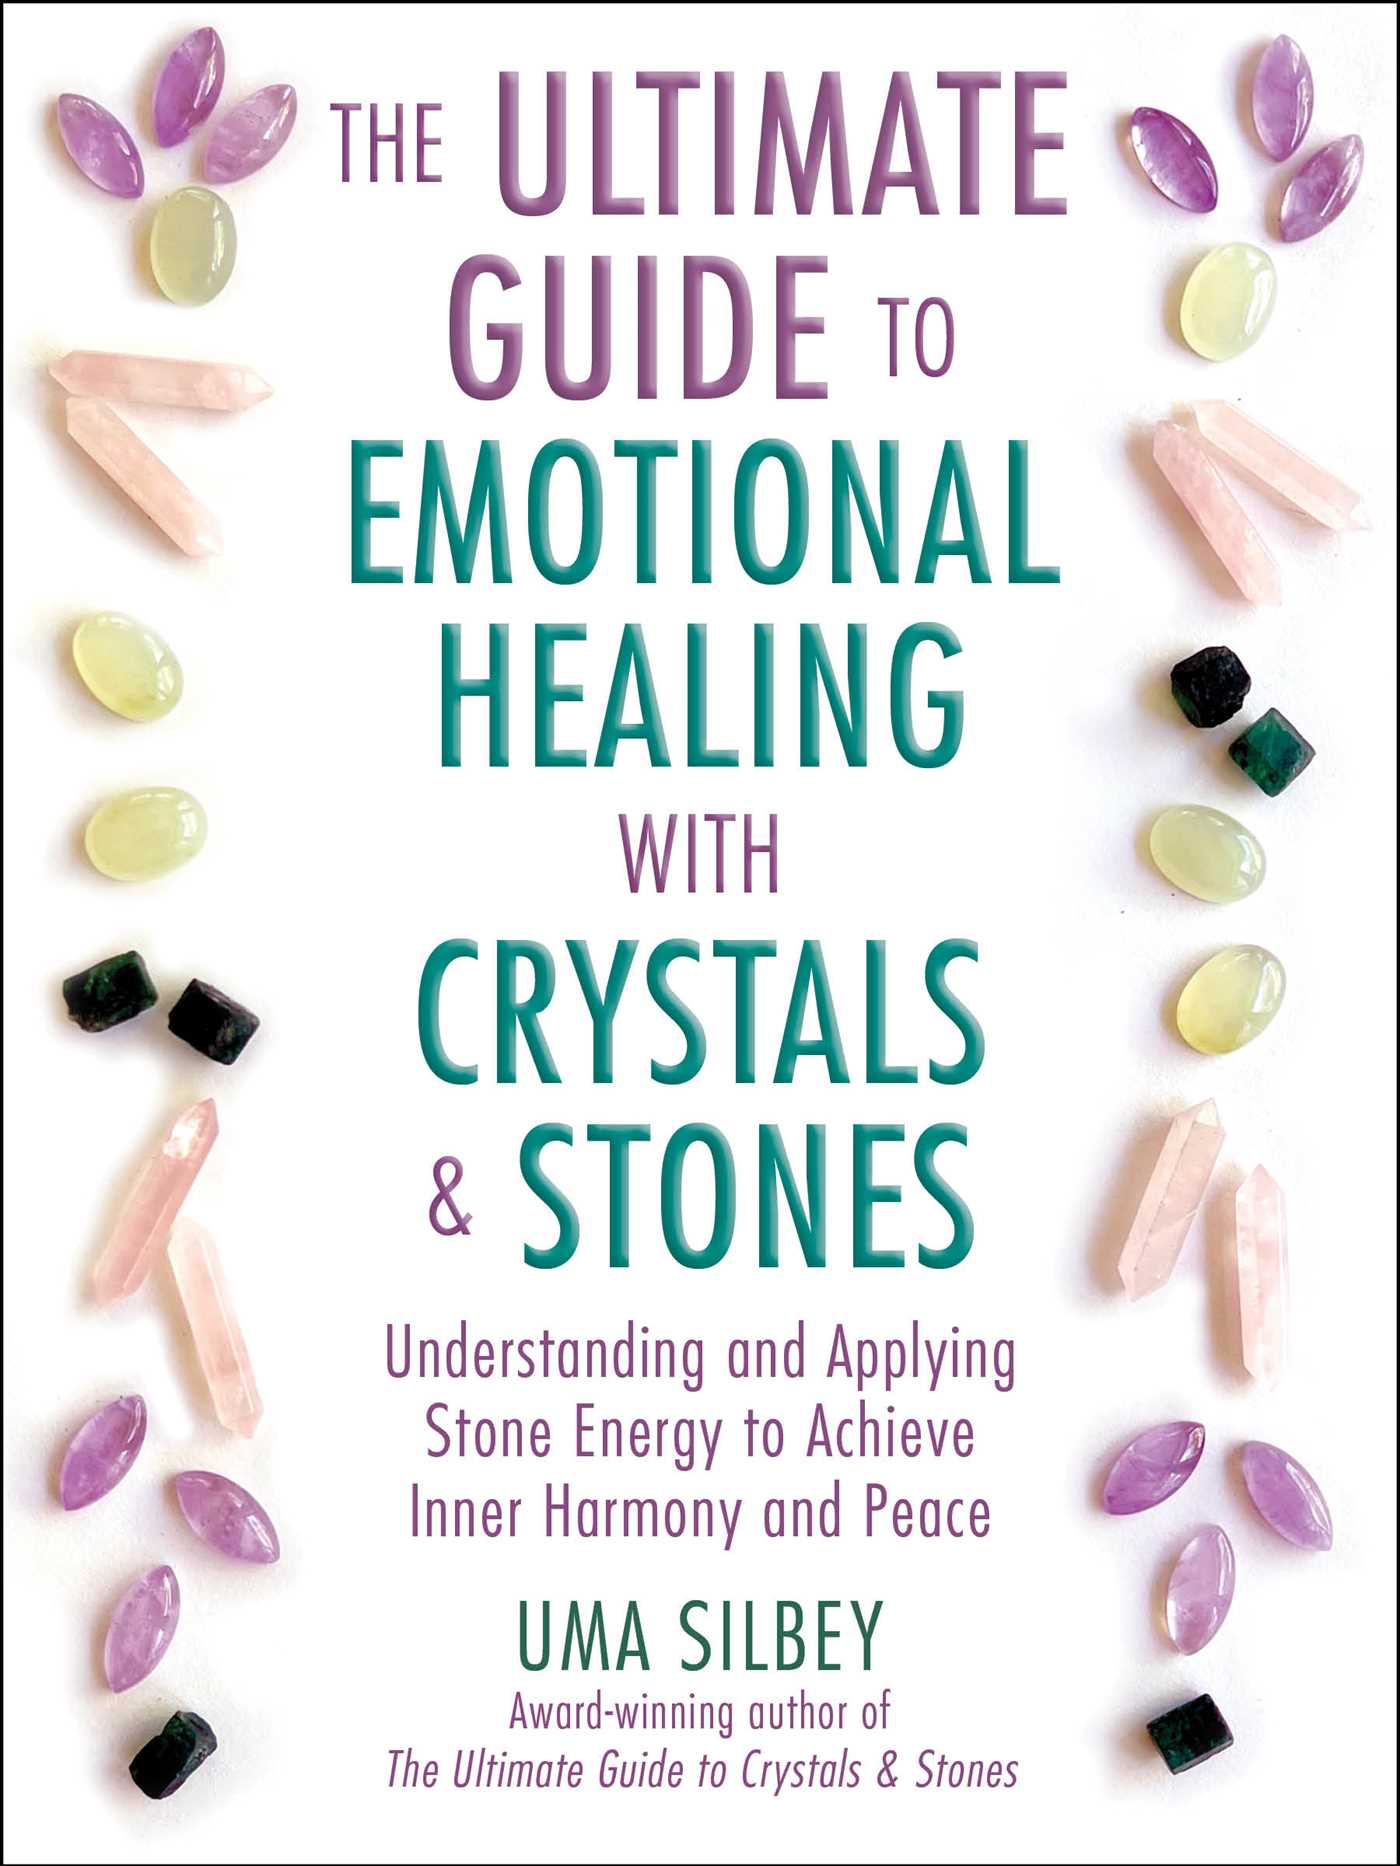 THE ULTIMATE
GUIDE TO
EMOTIONAL
HEALING
WITH
CRYSTALS
& STONES
Understanding and Applying
Stone Energy to Achieve
Inner Harmony and Peace
UMA SILBEY
Award-winning author of
The Ultimate Guide to Crystals & Stones